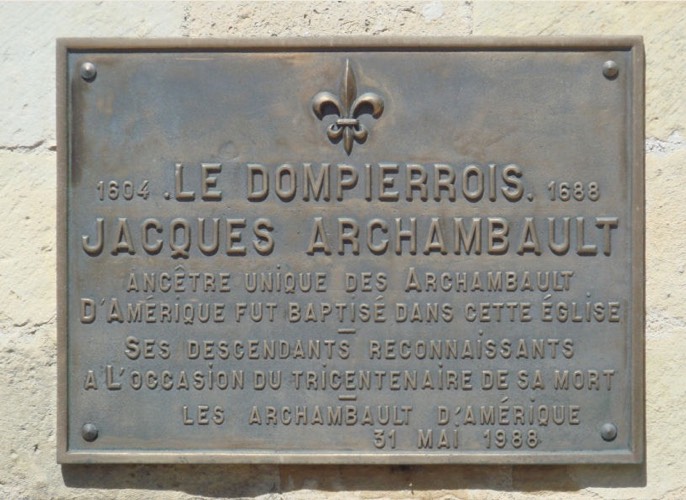 1604 . LE DOMPIERROIS . 1688
JACQUES ARCHAMBAULT
ANCÊTRE UNIQUE DES ARCHAMBAULT
D'AMÉRIQUE FUT BAPTISÉ DANS CETTE ÉGLISE
—
SES DESCENDANTS RECONNAISSANTS
A L'OCCASION DU TRICENTENAIRE DE SA MORT
—
LES ARCHAMBAULT D'AMÉRIQUE
31 MAI 1988